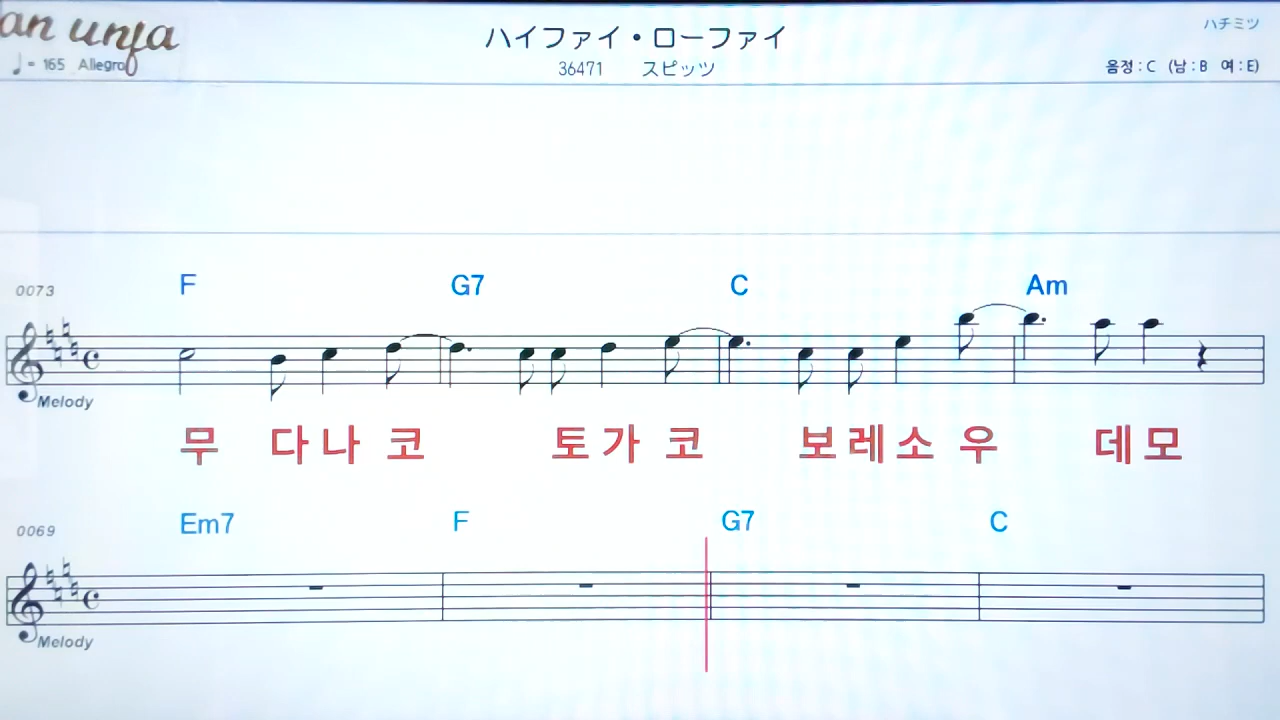 an unfa
ハイファイ・ローファイ
ハチミツ
♩= 165 Allegro
36471 スピッツ
음정 : C (남 : B 여 : E)
0073
F G7 C Am
Melody
무 다 나 코 토 가 코 보 레 소 우 데 모
0069
Em7 F G7 C
Melody